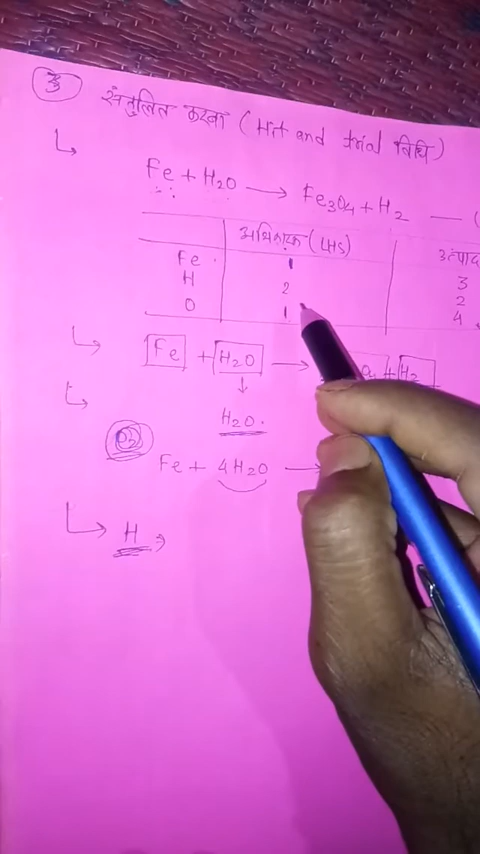 3 संतुलित करना (Hit and trial विधि)
Fe + H2O → Fe3O4 + H2 —
अभिकारक (LHS) उत्पाद
Fe 1 3
H 2 2
O 1 4
Fe + H2O → + H2
H2O.
Fe + 4H2O →
H ⇒